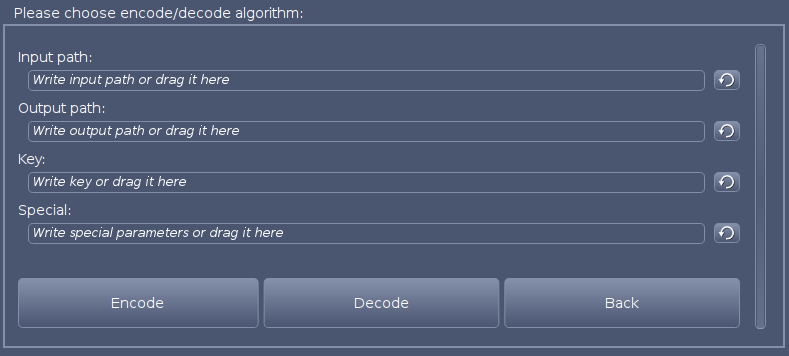 Please choose encode/decode algorithm:
Input path:
Write input path or drag it here
Output path:
Write output path or drag it here
Key:
Write key or drag it here
Special:
Write special parameters or drag it here
Encode
Decode
Back